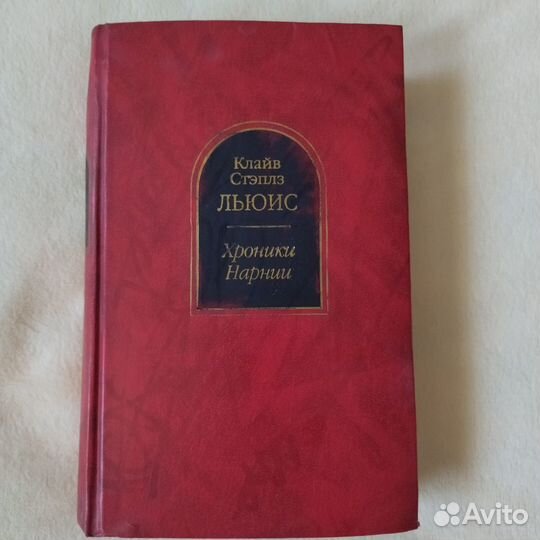 Клайв
Стэплз
ЛЬЮИС
Хроники
Нарнии
Avito